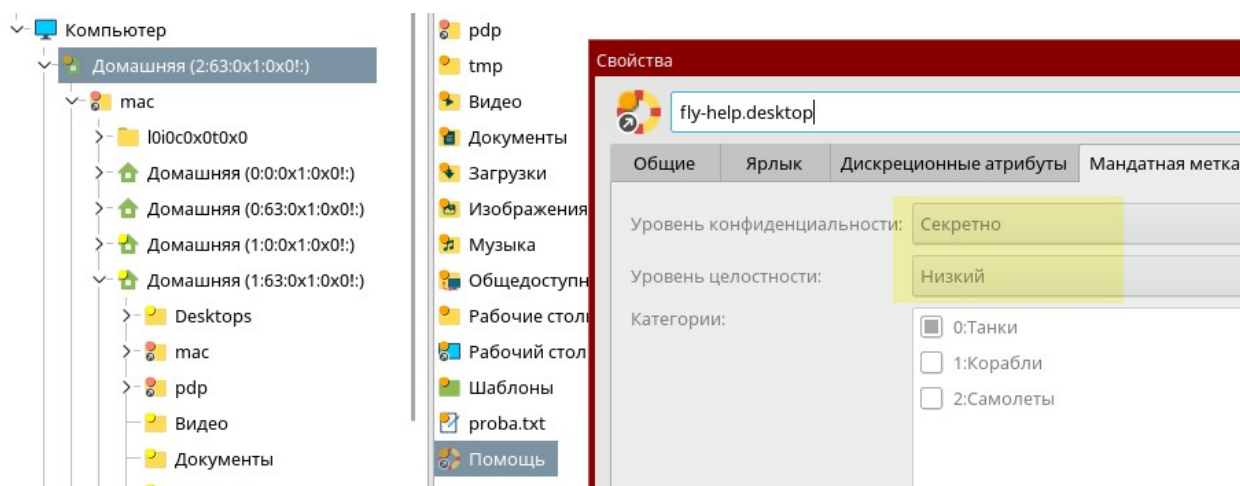 Компьютер
Домашняя (2:63:0x1:0x0!:)
mac
l0i0c0x0t0x0
Домашняя (0:0:0x1:0x0!:)
Домашняя (0:63:0x1:0x0!:)
Домашняя (1:0:0x1:0x0!:)
Домашняя (1:63:0x1:0x0!:)
Desktops
mac
pdp
Видео
Документы
pdp
tmp
Видео
Документы
Загрузки
Изображения
Музыка
Общедоступн
Рабочие стол
Рабочий стол
Шаблоны
proba.txt
Помощь
Свойства
fly-help.desktop
Общие Ярлык Дискреционные атрибуты Мандатная метка
Уровень конфиденциальности: Секретно
Уровень целостности: Низкий
Категории: 0:Танки
1:Корабли
2:Самолеты